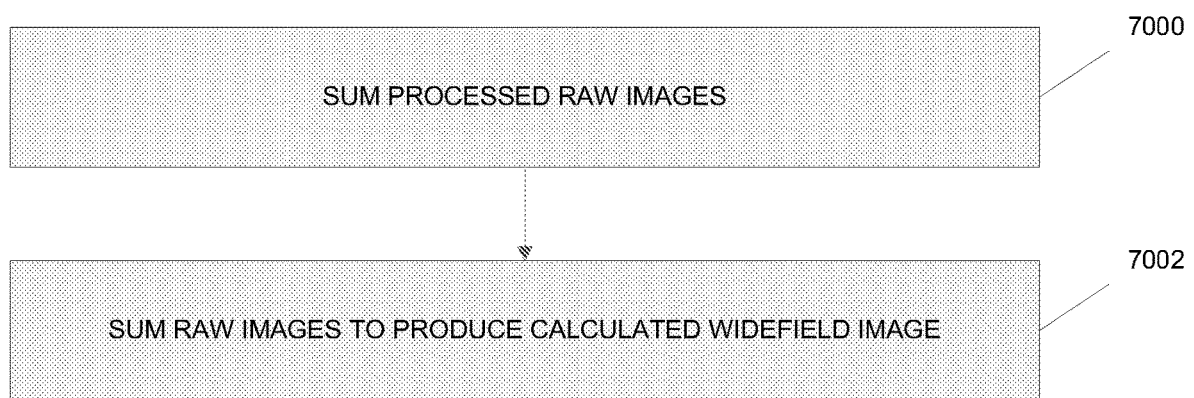 7000
SUM PROCESSED RAW IMAGES
7002
SUM RAW IMAGES TO PRODUCE CALCULATED WIDEFIELD IMAGE